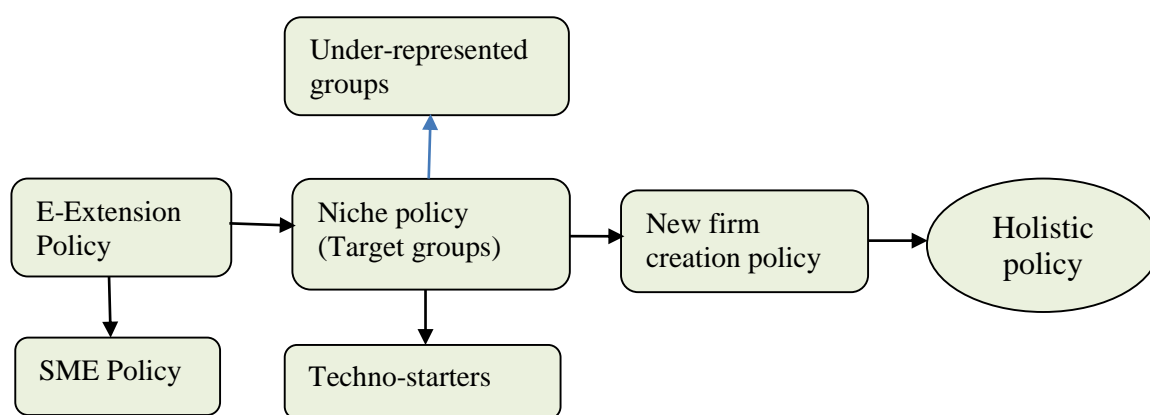 Under-represented
groups
E-Extension
Policy
Niche policy
(Target groups)
New firm
creation policy
Holistic
policy
SME Policy
Techno-starters